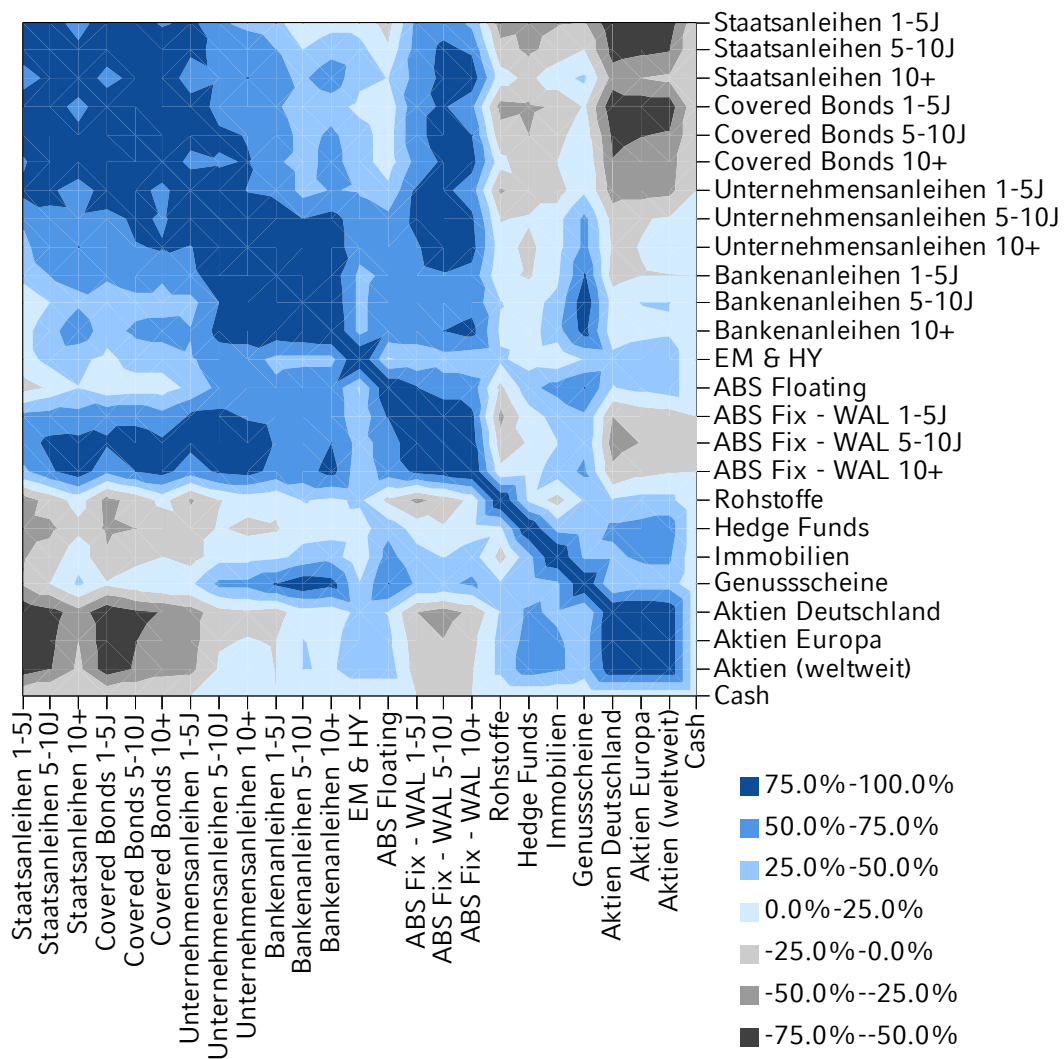 Staatsanleihen 1-5J
Staatsanleihen 5-10J
Staatsanleihen 10+
Covered Bonds 1-5J
Covered Bonds 5-10J
Covered Bonds 10+
Unternehmensanleihen 1-5J
Unternehmensanleihen 5-10J
Unternehmensanleihen 10+
Bankenanleihen 1-5J
Bankenanleihen 5-10J
Bankenanleihen 10+
EM & HY
ABS Floating
ABS Fix - WAL 1-5J
ABS Fix - WAL 5-10J
ABS Fix - WAL 10+
Rohstoffe
Hedge Funds
Immobilien
Genussscheine
Aktien Deutschland
Aktien Europa
Aktien (weltweit)
Cash
Staatsanleihen 1-5J
Staatsanleihen 5-10J
Staatsanleihen 10+
Covered Bonds 1-5J
Covered Bonds 5-10J
Covered Bonds 10+
Unternehmensanleihen 1-5J
Unternehmensanleihen 5-10J
Unternehmensanleihen 10+
Bankenanleihen 1-5J
Bankenanleihen 5-10J
Bankenanleihen 10+
EM & HY
ABS Floating
ABS Fix - WAL 1-5J
ABS Fix - WAL 5-10J
ABS Fix - WAL 10+
Rohstoffe
Hedge Funds
Immobilien
Genussscheine
Aktien Deutschland
Aktien Europa
Aktien (weltweit)
Cash
75.0%-100.0%
50.0%-75.0%
25.0%-50.0%
0.0%-25.0%
-25.0%-0.0%
-50.0%--25.0%
-75.0%--50.0%